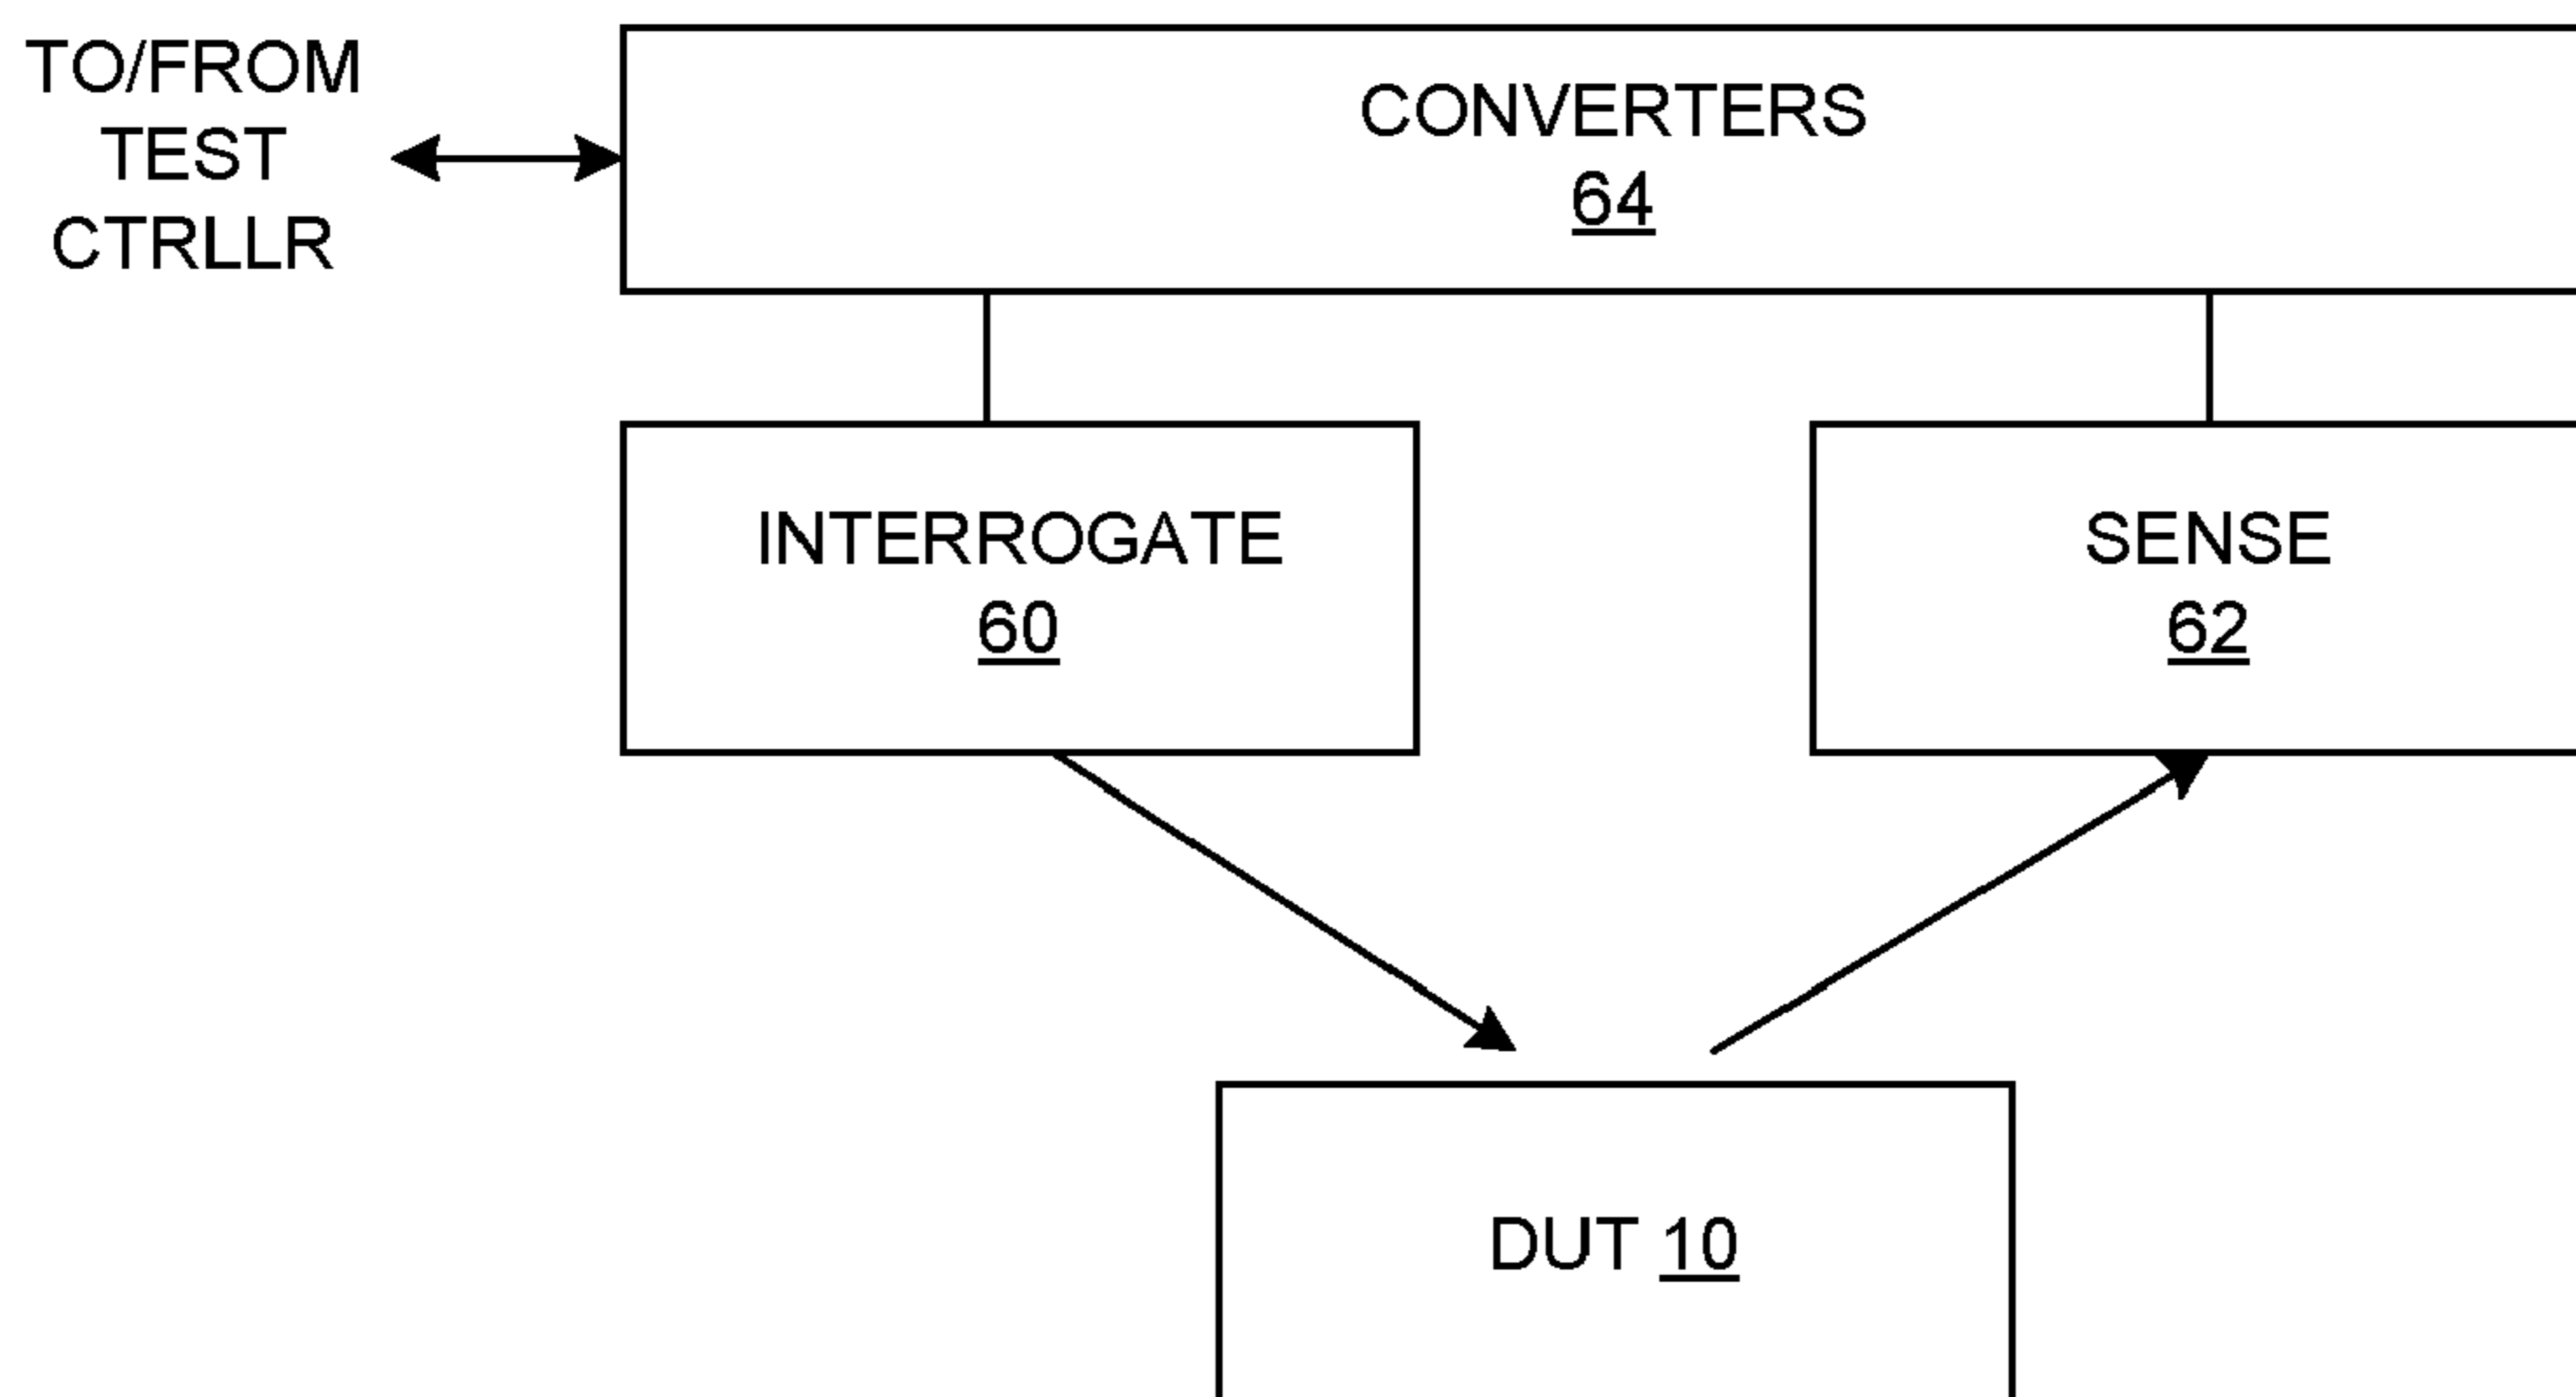 TO/FROM
TEST
CTRLLR
CONVERTERS
64
INTERROGATE
60
SENSE
62
DUT 10